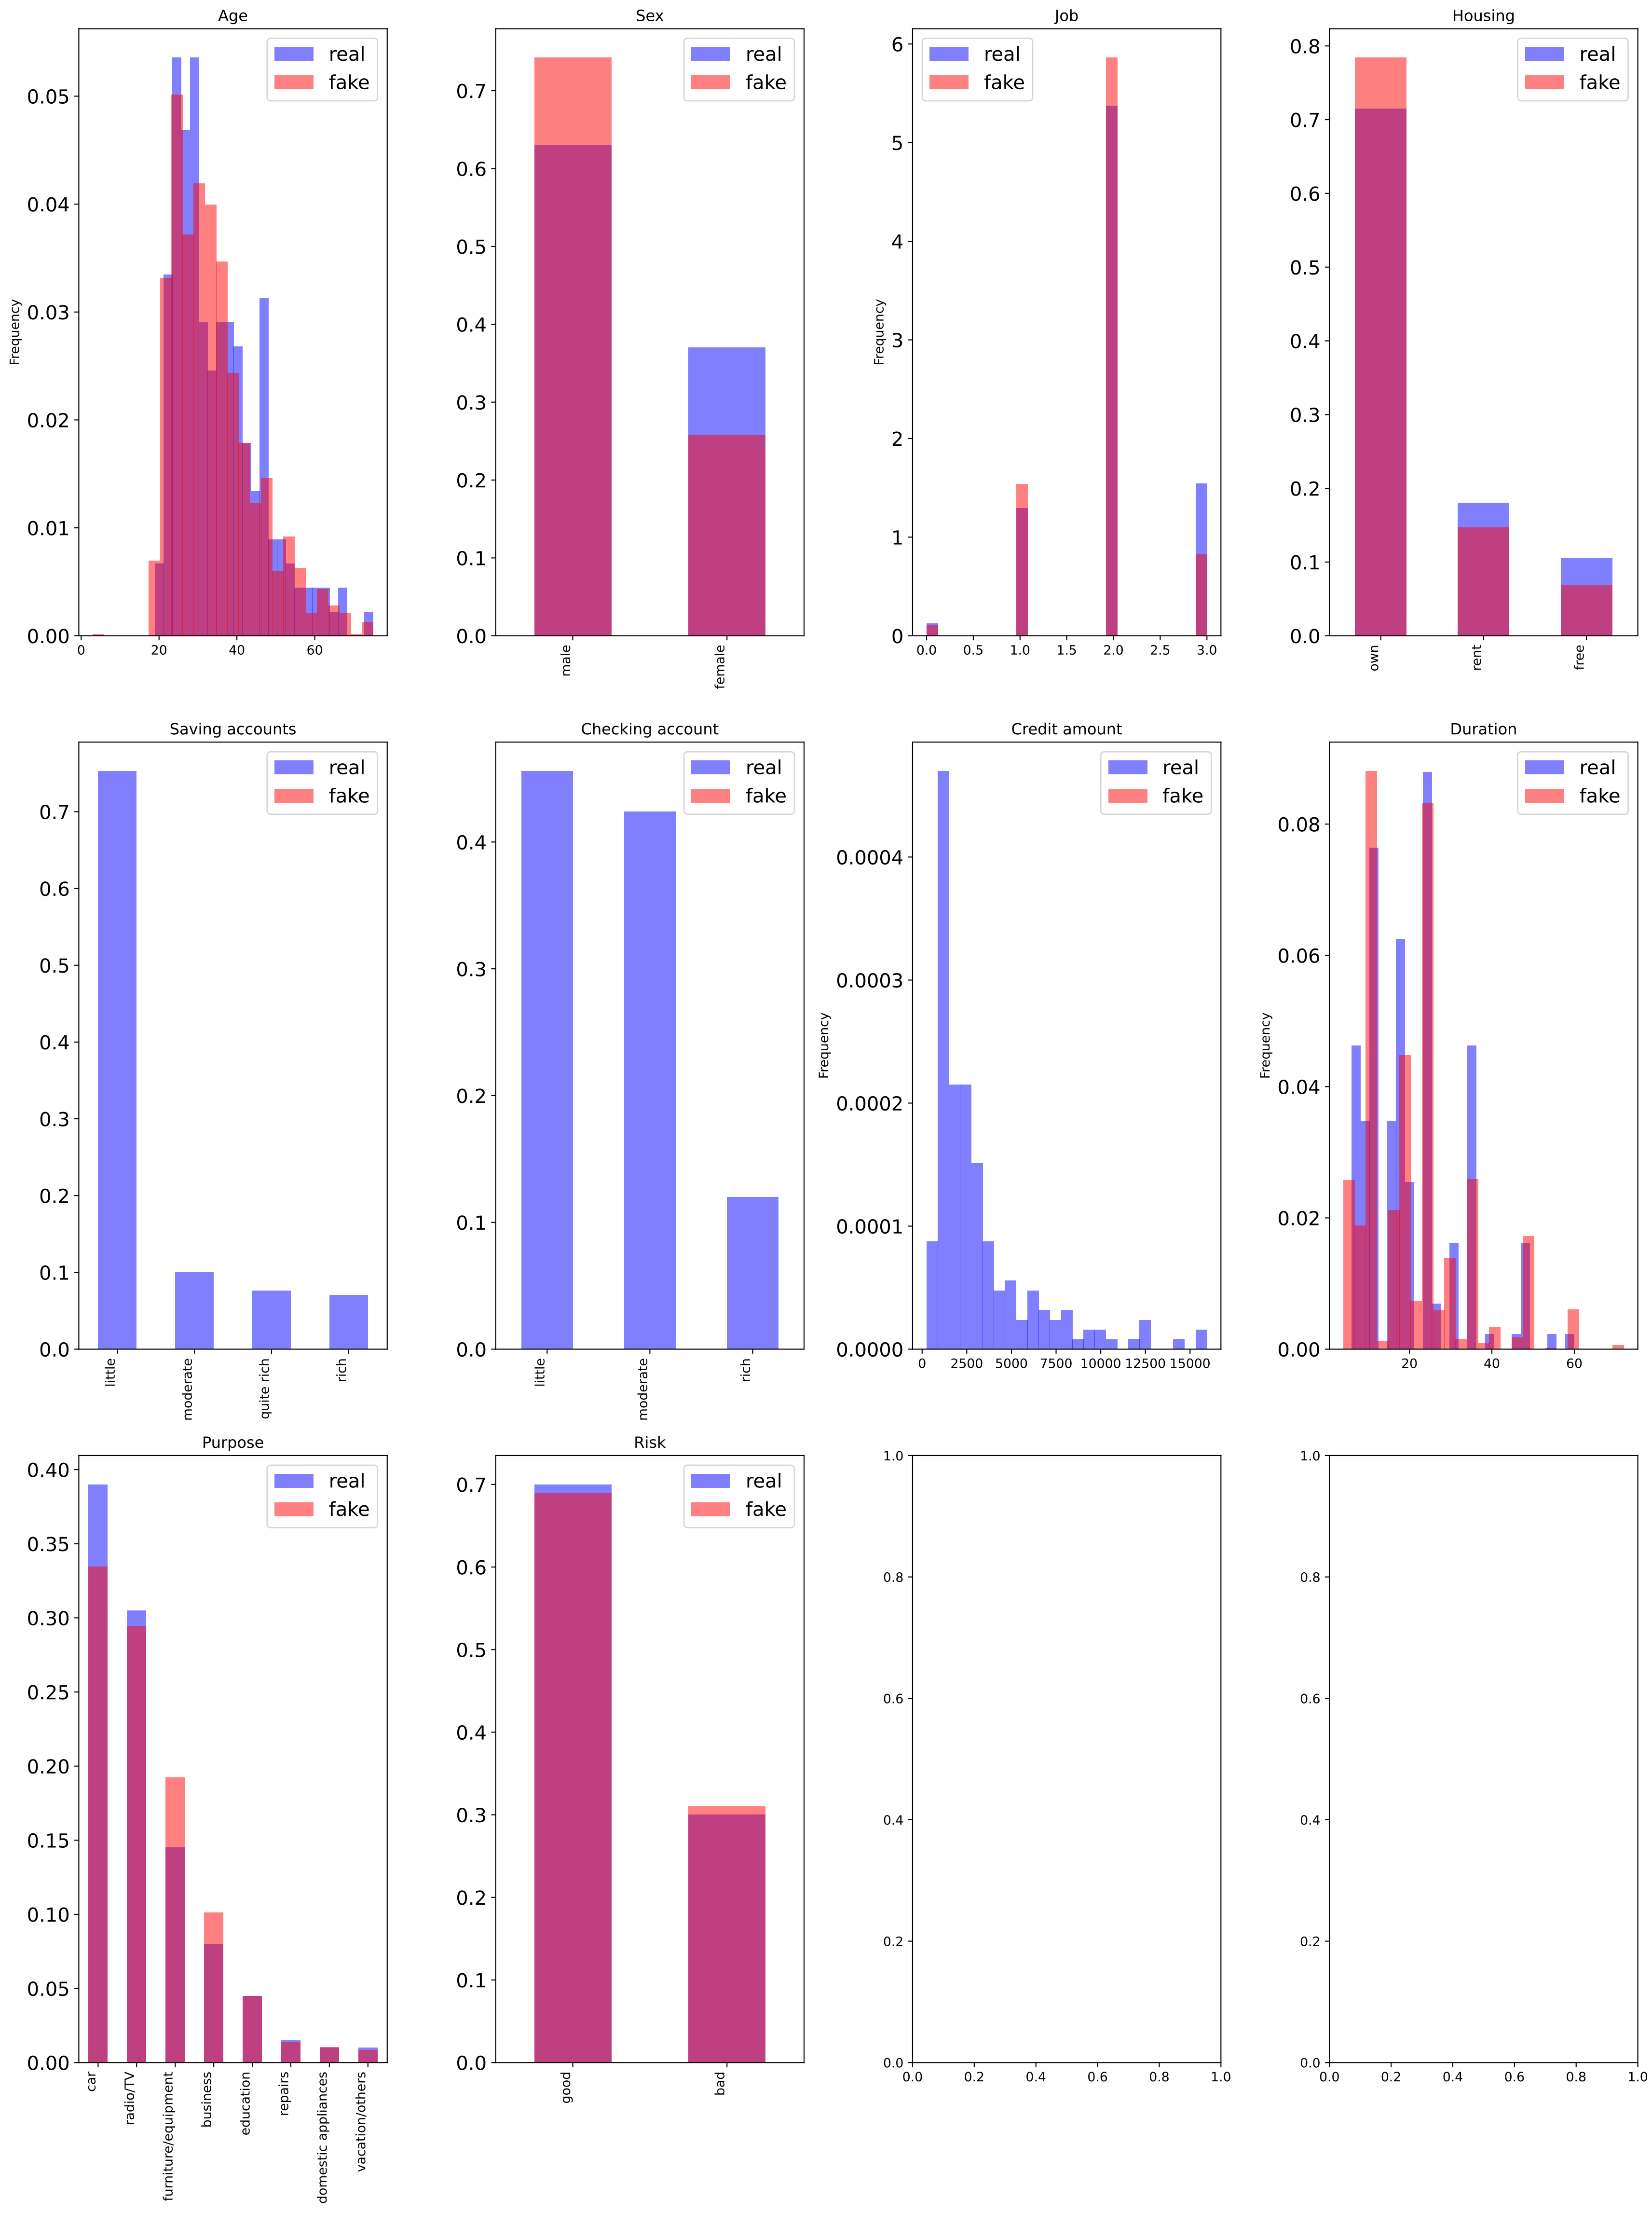 Age
real
fake
Frequency
0.05
0.04
0.03
0.02
0.01
0.00
0
20
40
60
Sex
real
fake
0.7
0.6
0.5
0.4
0.3
0.2
0.1
0.0
male
female
Job
real
fake
Frequency
6
5
4
3
2
1
0
0.0
0.5
1.0
1.5
2.0
2.5
3.0
Housing
real
fake
0.8
0.7
0.6
0.5
0.4
0.3
0.2
0.1
0.0
own
rent
free
Saving accounts
real
fake
0.7
0.6
0.5
0.4
0.3
0.2
0.1
0.0
little
moderate
quite rich
rich
Checking account
real
fake
0.4
0.3
0.2
0.1
0.0
little
moderate
rich
Credit amount
real
fake
Frequency
0.0004
0.0003
0.0002
0.0001
0.0000
0
2500
5000
7500
10000
12500
15000
Duration
real
fake
Frequency
0.08
0.06
0.04
0.02
0.00
20
40
60
Purpose
real
fake
0.40
0.35
0.30
0.25
0.20
0.15
0.10
0.05
0.00
car
radio/TV
furniture/equipment
business
education
repairs
domestic appliances
vacation/others
Risk
real
fake
0.7
0.6
0.5
0.4
0.3
0.2
0.1
0.0
good
bad
1.0
0.8
0.6
0.4
0.2
0.0
0.0
0.2
0.4
0.6
0.8
1.0
1.0
0.8
0.6
0.4
0.2
0.0
0.0
0.2
0.4
0.6
0.8
1.0